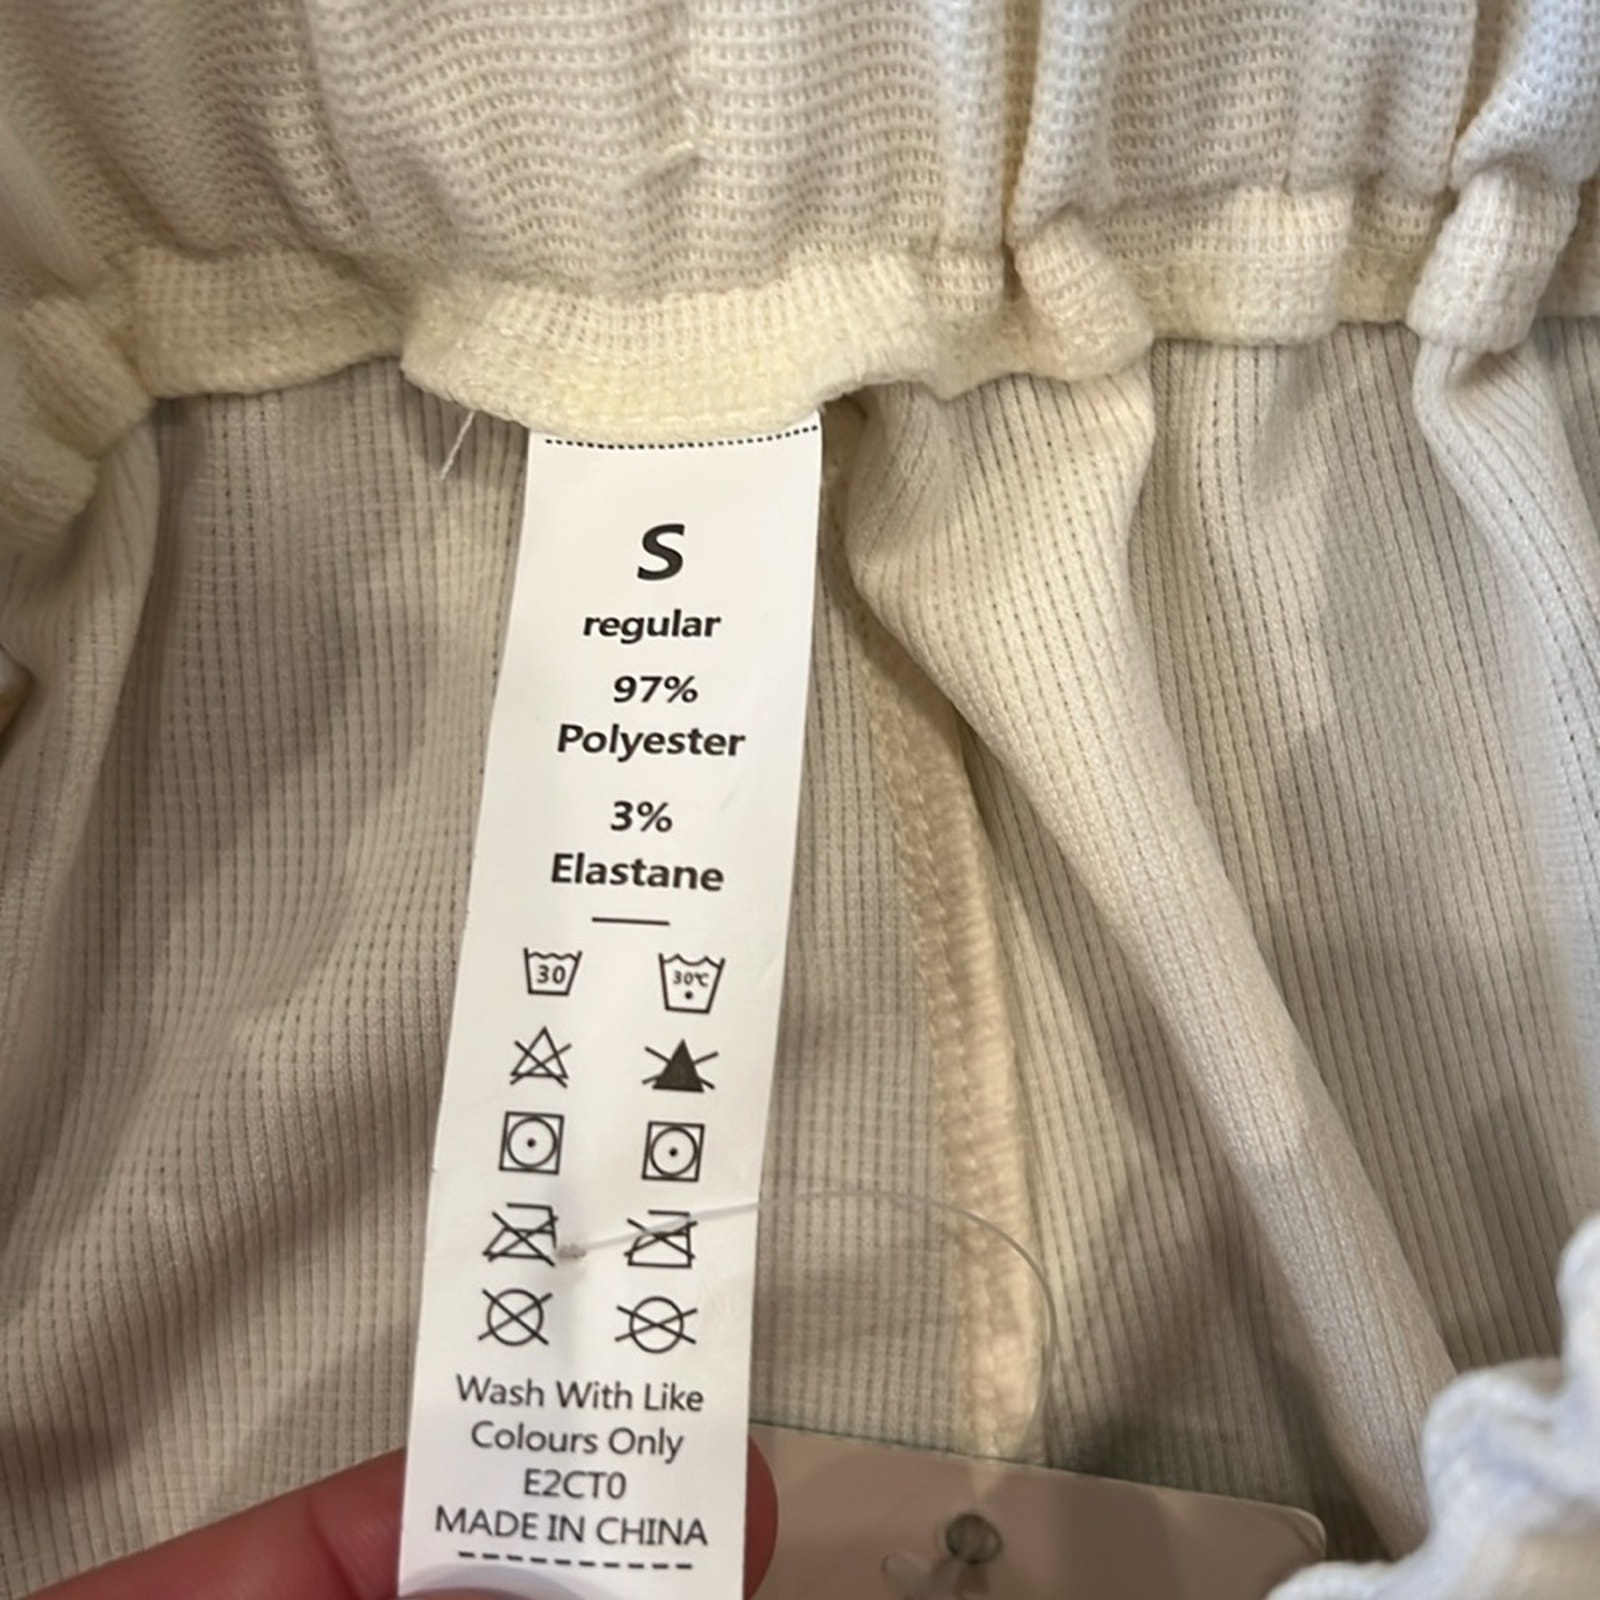 S
regular
97%
Polyester
3%
Elastane
30 30℃
Wash With Like
Colours Only
E2CT0
MADE IN CHINA